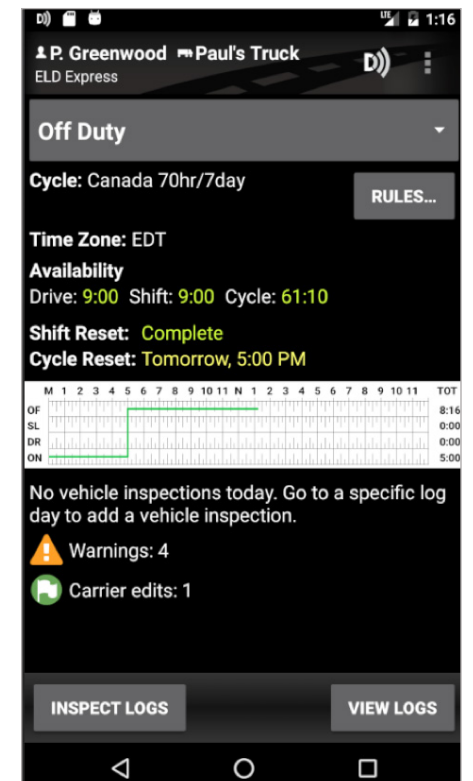 D)) LTE 1:16
P. Greenwood Paul's Truck D))
ELD Express
Off Duty
Cycle: Canada 70hr/7day
RULES...
Time Zone: EDT
Availability
Drive: 9:00 Shift: 9:00 Cycle: 61:10
Shift Reset: Complete
Cycle Reset: Tomorrow, 5:00 PM
M 1 2 3 4 5 6 7 8 9 10 11 N 1 2 3 4 5 6 7 8 9 10 11 TOT
OF 8:16
SL 0:00
DR 0:00
ON 5:00
No vehicle inspections today. Go to a specific log
day to add a vehicle inspection.
Warnings: 4
Carrier edits: 1
INSPECT LOGS VIEW LOGS